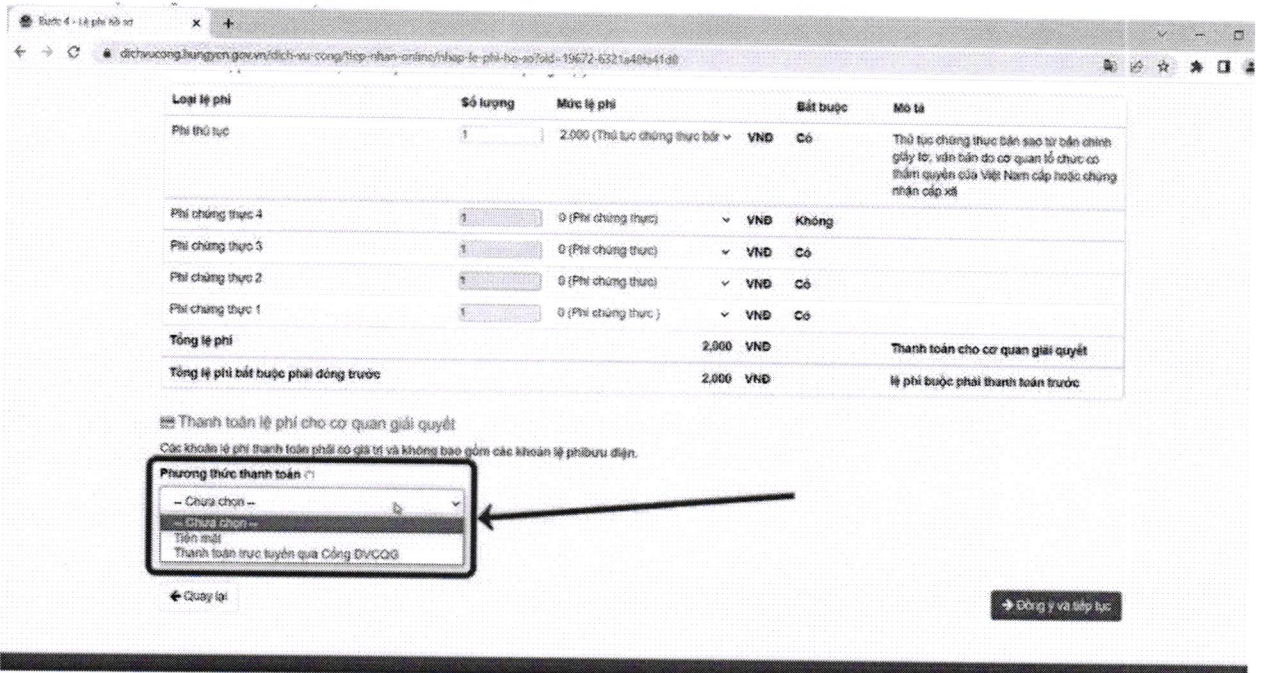 Bước 4 - Lệ phí hồ sơ
dichvucong.hungyen.gov.vn/dich-vu-cong/tiep-nhan-online/nhap-le-phi-ho-so?oid=
Loại lệ phí Số lượng Mức lệ phí Bắt buộc Mô tả
Phí thủ tục 1 2.000 (Thủ tục chứng thực bản VNĐ Có Thủ tục chứng thực bản sao từ bản chính
giấy tờ, văn bản do cơ quan tổ chức có
thẩm quyền của Việt Nam cấp hoặc chứng
nhận cấp xã
Phí chứng thực 4 1 0 (Phí chứng thực) VNĐ Không
Phí chứng thực 3 1 0 (Phí chứng thực) VNĐ Có
Phí chứng thực 2 1 0 (Phí chứng thực) VNĐ Có
Phí chứng thực 1 1 0 (Phí chứng thực ) VNĐ Có
Tổng lệ phí 2,000 VNĐ Thanh toán cho cơ quan giải quyết
Tổng lệ phí bắt buộc phải đóng trước 2,000 VNĐ lệ phí buộc phải thanh toán trước
Thanh toán lệ phí cho cơ quan giải quyết
Các khoản lệ phí thanh toán phải có giá trị và không bao gồm các khoản lệ phíbưu điện.
Phương thức thanh toán (*)
-- Chưa chọn --
-- Chưa chọn --
Tiền mặt
Thanh toán trực tuyến qua Cổng DVCQG
Quay lại
Đồng ý và tiếp tục